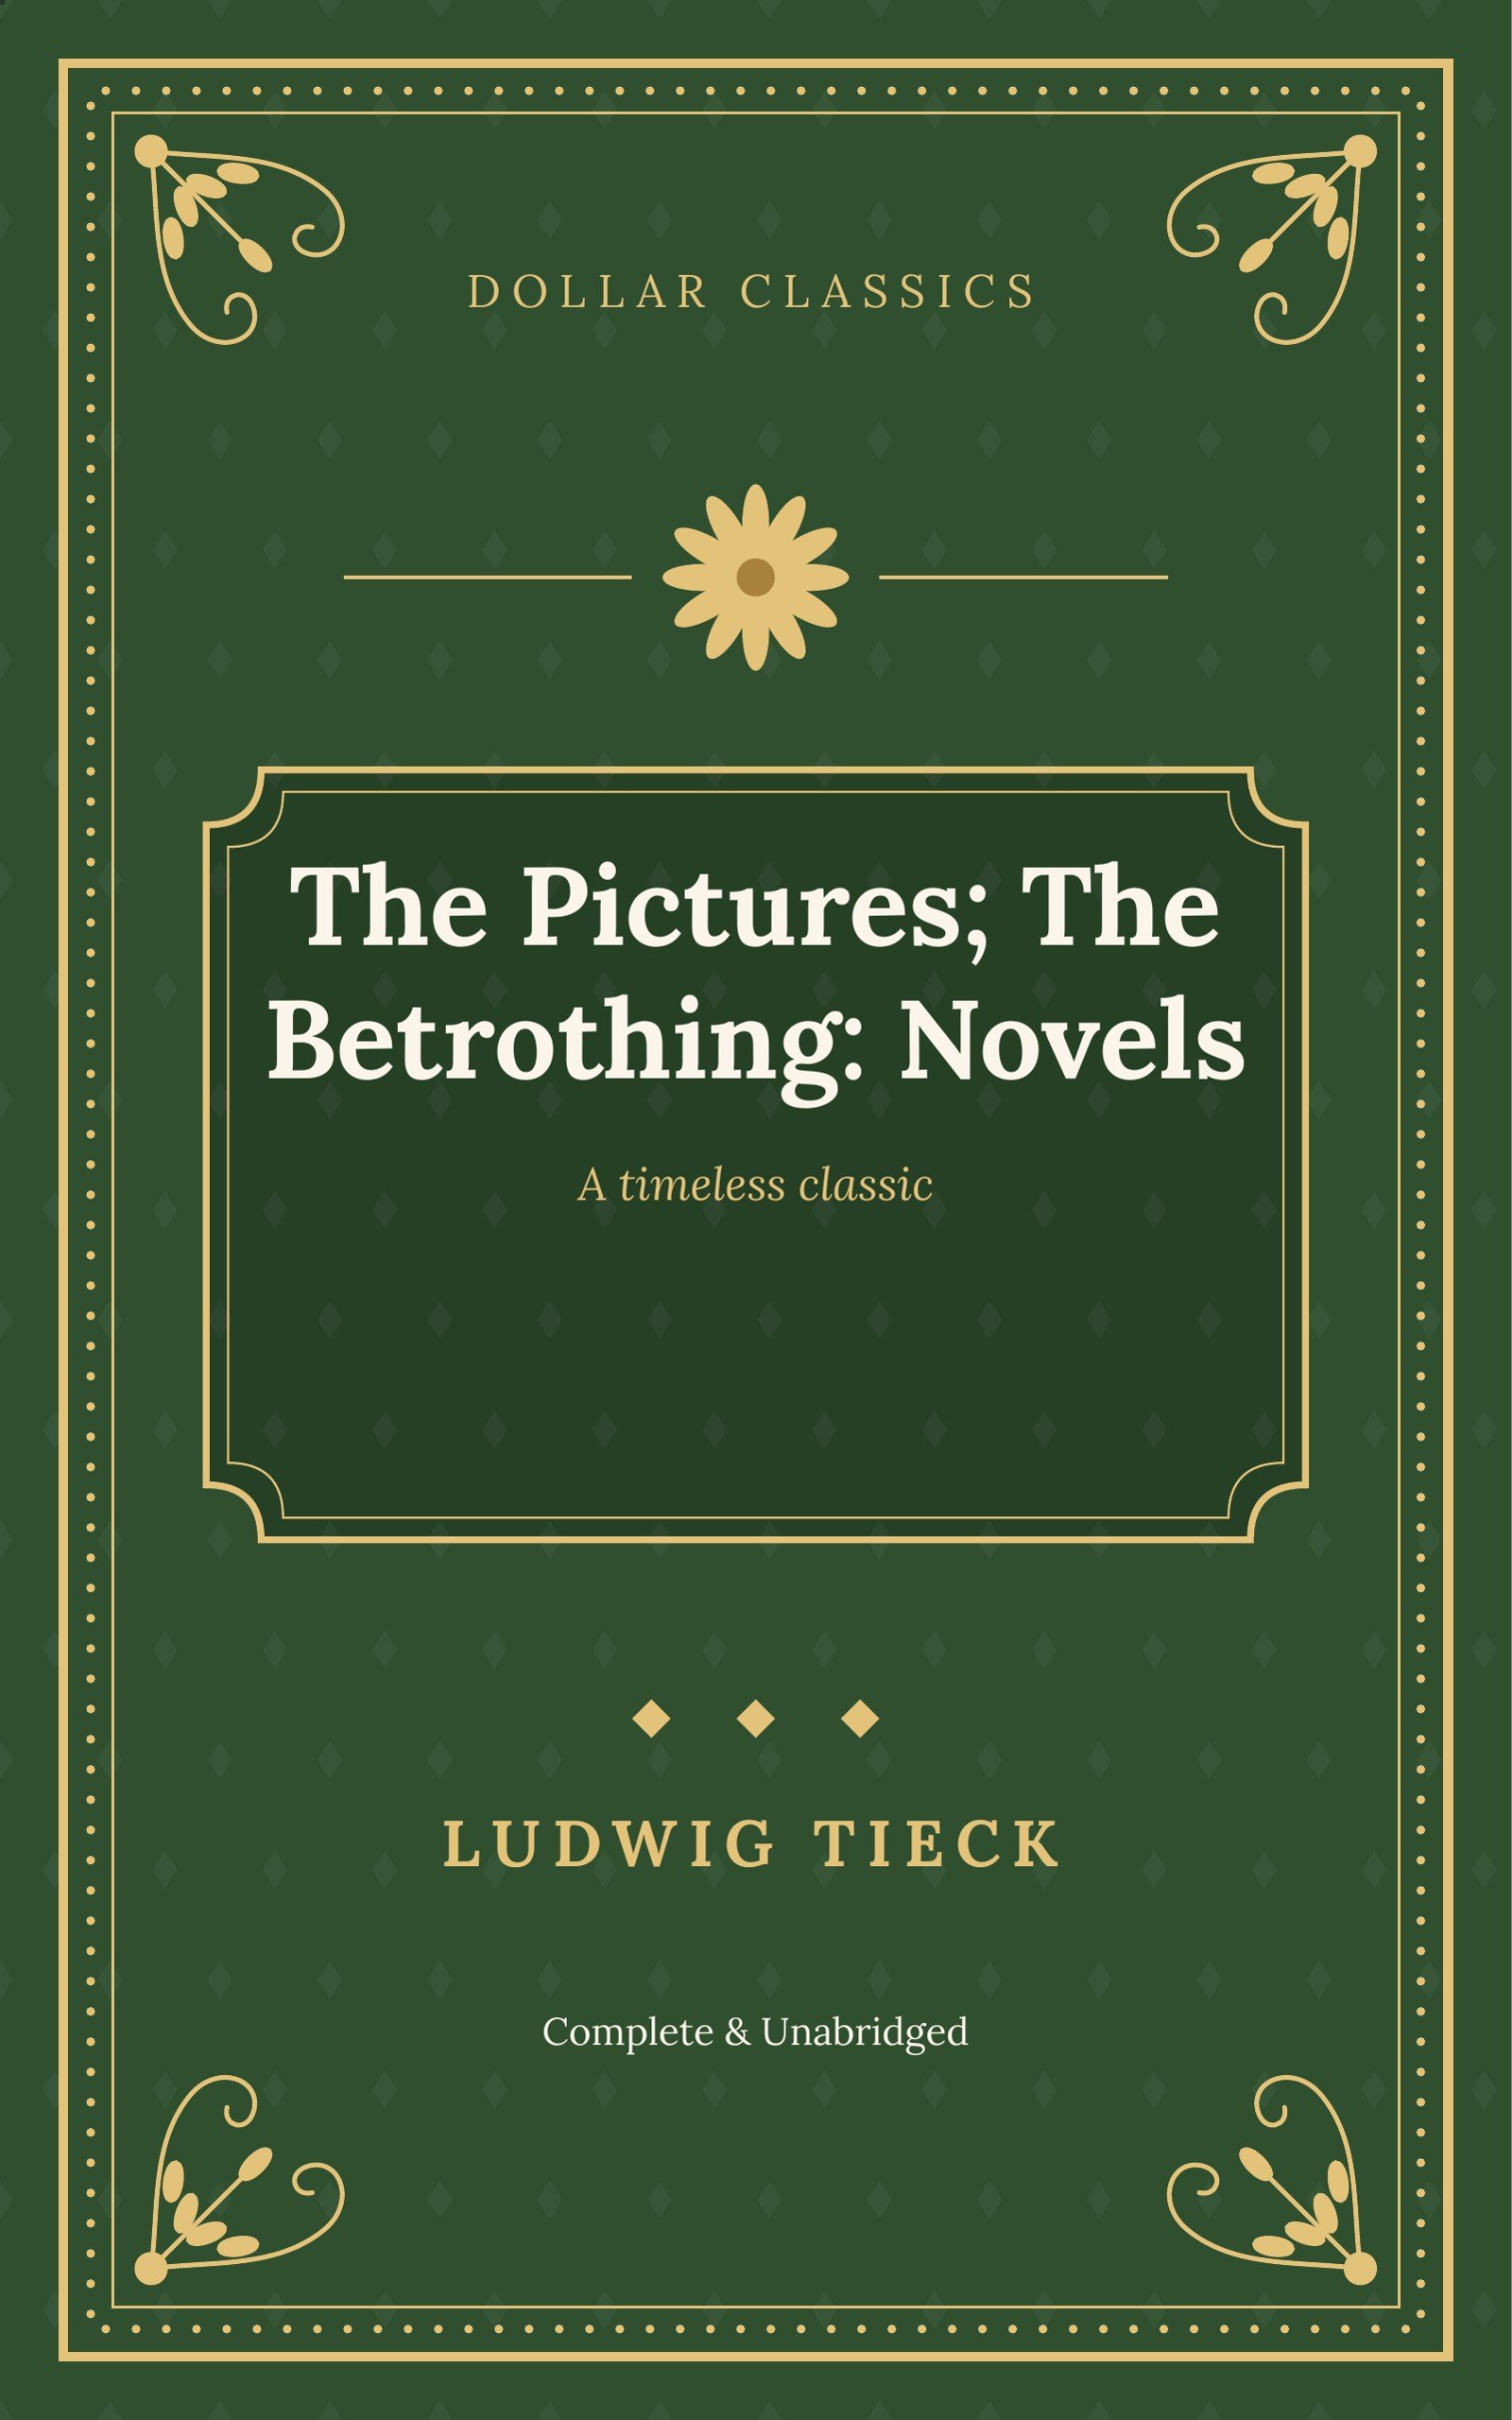 DOLLAR CLASSICS
The Pictures; The
Betrothing: Novels
A timeless classic
LUDWIG TIECK
Complete & Unabridged